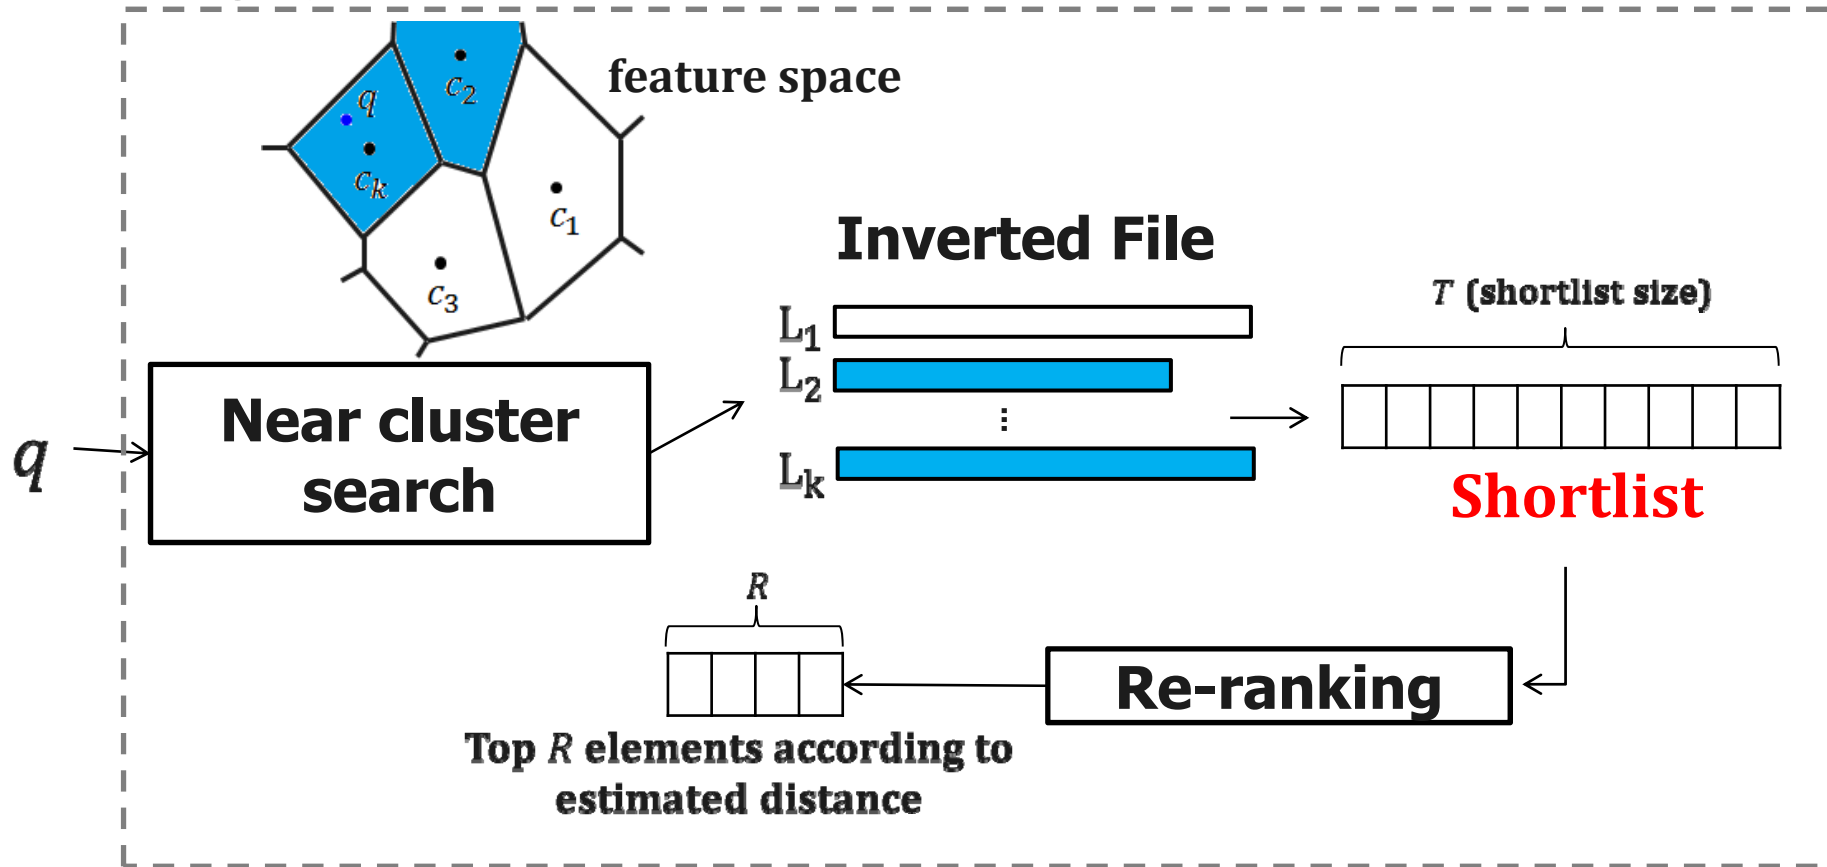 feature space
c₂
q
cₖ
c₁
c₃
Inverted File
L₁
L₂
⋮
Lₖ
T (shortlist size)
Shortlist
q
Near cluster
search
R
Re-ranking
Top R elements according to
estimated distance